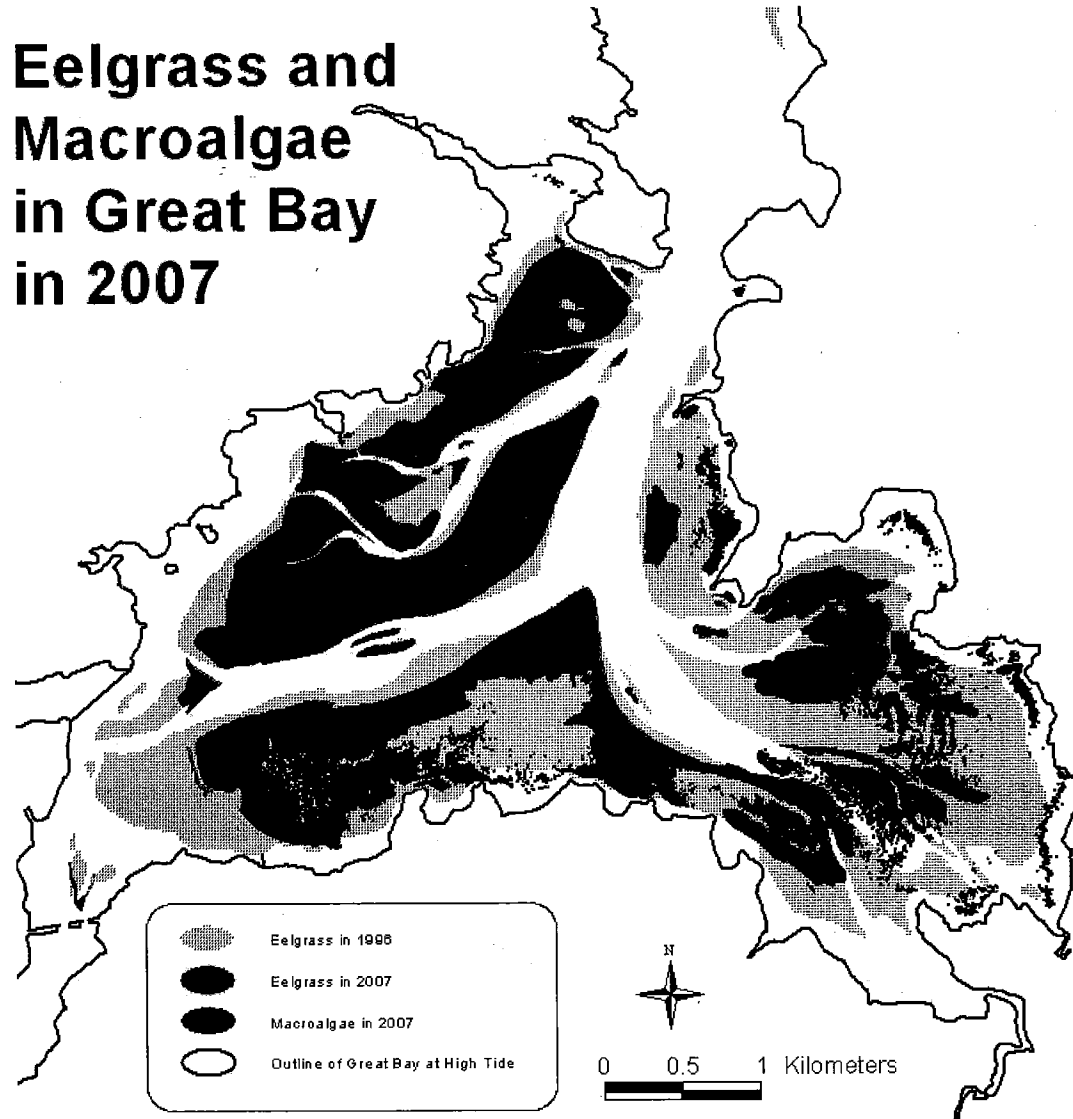 Eelgrass and
Macroalgae
in Great Bay
in 2007
Eelgrass in 1996
Eelgrass in 2007
Macroalgae in 2007
Outline of Great Bay at High Tide
N
0 0.5 1 Kilometers